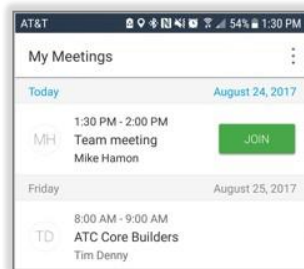 AT&T 54% 1:30 PM
My Meetings
Today August 24, 2017
1:30 PM - 2:00 PM
MH Team meeting JOIN
Mike Hamon
Friday August 25, 2017
8:00 AM - 9:00 AM
TD ATC Core Builders
Tim Denny